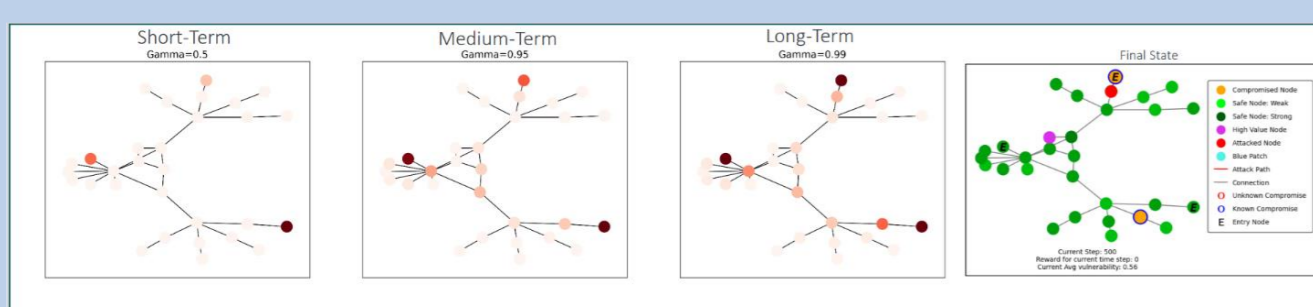 Short-Term
Gamma=0.5
Medium-Term
Gamma=0.95
Long-Term
Gamma=0.99
Final State
E
E
E
Compromised Node
Safe Node: Weak
Safe Node: Strong
High Value Node
Attacked Node
Blue Patch
Attack Path
Connection
O Unknown Compromise
O Known Compromise
E Entry Node
Current Step: 500
Reward for current time step: 0
Current Avg vulnerability: 0.56